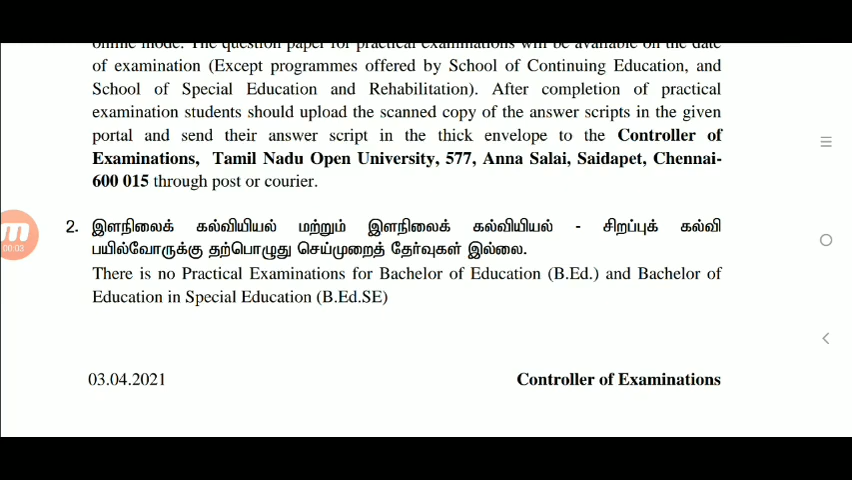 online mode. The question paper for practical examinations will be available on the date
of examination (Except programmes offered by School of Continuing Education, and
School of Special Education and Rehabilitation). After completion of practical
examination students should upload the scanned copy of the answer scripts in the given
portal and send their answer script in the thick envelope to the Controller of
Examinations, Tamil Nadu Open University, 577, Anna Salai, Saidapet, Chennai-
600 015 through post or courier.
2. இளநிலைக் கல்வியியல் மற்றும் இளநிலைக் கல்வியியல் - சிறப்புக் கல்வி
பயில்வோருக்கு தற்பொழுது செய்முறைத் தேர்வுகள் இல்லை.
There is no Practical Examinations for Bachelor of Education (B.Ed.) and Bachelor of
Education in Special Education (B.Ed.SE)
03.04.2021 Controller of Examinations
00:03